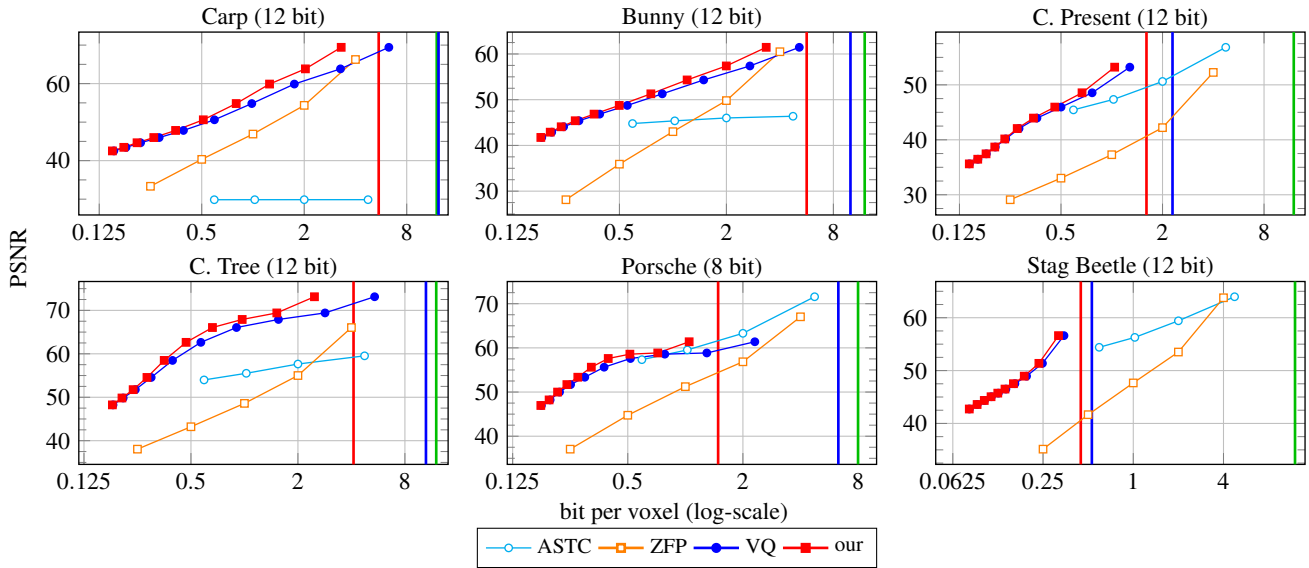 Carp (12 bit)
Bunny (12 bit)
C. Present (12 bit)
60
40
0.125 0.5 2 8
60
50
40
30
0.125 0.5 2 8
50
40
30
0.125 0.5 2 8
PSNR
C. Tree (12 bit)
Porsche (8 bit)
Stag Beetle (12 bit)
70
60
50
40
0.125 0.5 2 8
70
60
50
40
0.125 0.5 2 8
60
50
40
0.0625 0.25 1 4
bit per voxel (log-scale)
ASTC ZFP VQ our